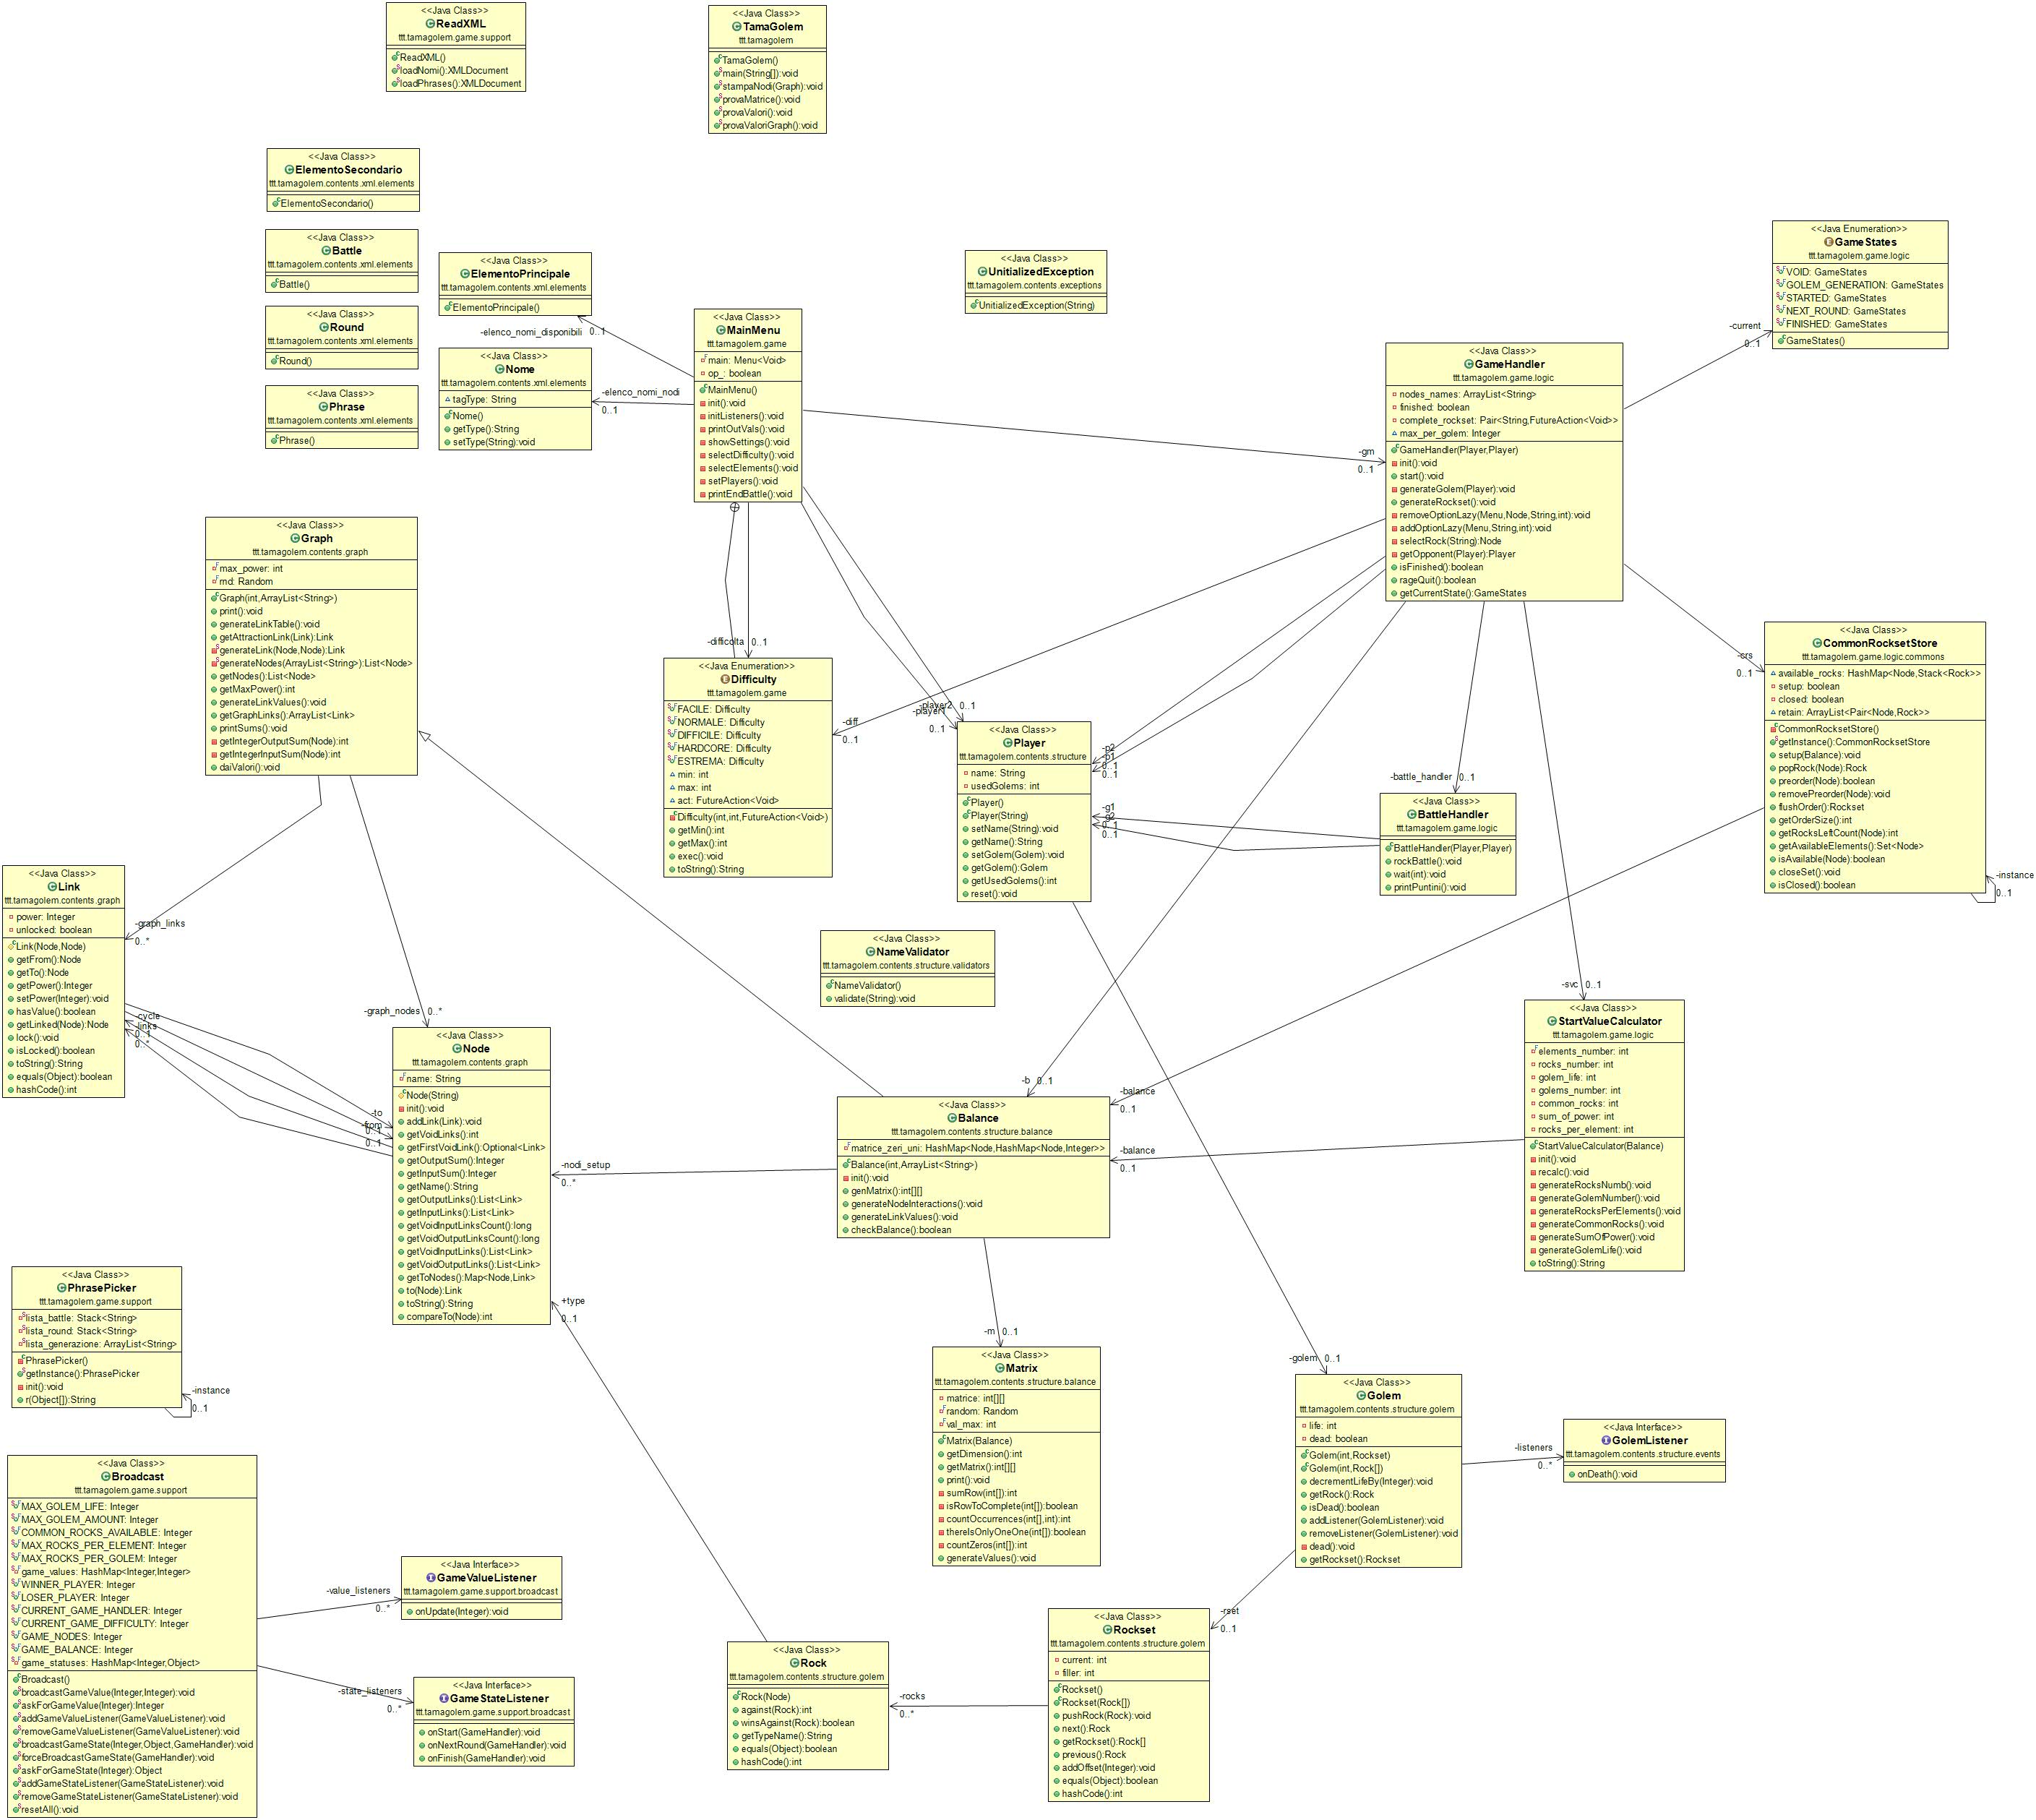 <<Java Class>>
ReadXML
ttt.tamagolem.game.support
ReadXML()
loadNomi():XMLDocument
loadPhrases():XMLDocument
<<Java Class>>
TamaGolem
ttt.tamagolem
TamaGolem()
main(String[]):void
stampaNodi(Graph):void
provaMatrice():void
provaValori():void
provaValoriGraph():void
<<Java Class>>
ElementoSecondario
ttt.tamagolem.contents.xml.elements
ElementoSecondario()
<<Java Class>>
Battle
ttt.tamagolem.contents.xml.elements
Battle()
<<Java Class>>
Round
ttt.tamagolem.contents.xml.elements
Round()
<<Java Class>>
Phrase
ttt.tamagolem.contents.xml.elements
Phrase()
<<Java Class>>
ElementoPrincipale
ttt.tamagolem.contents.xml.elements
ElementoPrincipale()
-elenco_nomi_disponibili 0..1
<<Java Class>>
Nome
ttt.tamagolem.contents.xml.elements
tagType: String
Nome()
getType():String
setType(String):void
-elenco_nomi_nodi
0..1
<<Java Class>>
MainMenu
ttt.tamagolem.game
main: Menu<Void>
op_: boolean
MainMenu()
init():void
initListeners():void
printOutVals():void
showSettings():void
selectDifficulty():void
selectElements():void
setPlayers():void
printEndBattle():void
<<Java Class>>
UnitializedException
ttt.tamagolem.contents.exceptions
UnitializedException(String)
<<Java Enumeration>>
GameStates
ttt.tamagolem.game.logic
VOID: GameStates
GOLEM_GENERATION: GameStates
STARTED: GameStates
NEXT_ROUND: GameStates
FINISHED: GameStates
GameStates()
-current
0..1
<<Java Class>>
GameHandler
ttt.tamagolem.game.logic
nodes_names: ArrayList<String>
finished: boolean
complete_rockset: Pair<String,FutureAction<Void>>
max_per_golem: Integer
GameHandler(Player,Player)
init():void
start():void
generateGolem(Player):void
generateRockset():void
removeOptionLazy(Menu,Node,String,int):void
addOptionLazy(Menu,String,int):void
selectRock(String):Node
getOpponent(Player):Player
isFinished():boolean
rageQuit():boolean
getCurrentState():GameStates
-gm
0..1
<<Java Class>>
Graph
ttt.tamagolem.contents.graph
max_power: int
rnd: Random
Graph(int,ArrayList<String>)
print():void
generateLinkTable():void
getAttractionLink(Link):Link
generateLink(Node,Node):Link
generateNodes(ArrayList<String>):List<Node>
getNodes():List<Node>
getMaxPower():int
generateLinkValues():void
getGraphLinks():ArrayList<Link>
printSums():void
getIntegerOutputSum(Node):int
getIntegerInputSum(Node):int
daiValori():void
-difficolta 0..1
<<Java Enumeration>>
Difficulty
ttt.tamagolem.game
FACILE: Difficulty
NORMALE: Difficulty
DIFFICILE: Difficulty
HARDCORE: Difficulty
ESTREMA: Difficulty
min: int
max: int
act: FutureAction<Void>
Difficulty(int,int,FutureAction<Void>)
getMin():int
getMax():int
exec():void
toString():String
-diff
0..1
-player2 0..1
-player1
0..1
<<Java Class>>
Player
ttt.tamagolem.contents.structure
name: String
usedGolems: int
Player()
Player(String)
setName(String):void
getName():String
setGolem(Golem):void
getGolem():Golem
getUsedGolems():int
reset():void
-p2
-p1
0..1
0..1
-g1
-g2
0..1
0..1
-battle_handler 0..1
<<Java Class>>
BattleHandler
ttt.tamagolem.game.logic
BattleHandler(Player,Player)
rockBattle():void
wait(int):void
printPuntini():void
-crs
0..1
<<Java Class>>
CommonRocksetStore
ttt.tamagolem.game.logic.commons
available_rocks: HashMap<Node,Stack<Rock>>
setup: boolean
closed: boolean
retain: ArrayList<Pair<Node,Rock>>
CommonRocksetStore()
getInstance():CommonRocksetStore
setup(Balance):void
popRock(Node):Rock
preorder(Node):boolean
removePreorder(Node):void
flushOrder():Rockset
getOrderSize():int
getRocksLeftCount(Node):int
getAvailableElements():Set<Node>
isAvailable(Node):boolean
closeSet():void
isClosed():boolean
-instance
0..1
<<Java Class>>
Link
ttt.tamagolem.contents.graph
power: Integer
unlocked: boolean
Link(Node,Node)
getFrom():Node
getTo():Node
getPower():Integer
setPower(Integer):void
hasValue():boolean
getLinked(Node):Node
lock():void
isLocked():boolean
toString():String
equals(Object):boolean
hashCode():int
-graph_links
0..*
-cycle
-links
0..1
0..*
-graph_nodes 0..*
<<Java Class>>
Node
ttt.tamagolem.contents.graph
name: String
Node(String)
init():void
addLink(Link):void
getVoidLinks():int
getFirstVoidLink():Optional<Link>
getOutputSum():Integer
getInputSum():Integer
getName():String
getOutputLinks():List<Link>
getInputLinks():List<Link>
getVoidInputLinksCount():long
getVoidOutputLinksCount():long
getVoidInputLinks():List<Link>
getVoidOutputLinks():List<Link>
getToNodes():Map<Node,Link>
to(Node):Link
toString():String
compareTo(Node):int
-to
-from
0..1
0..1
<<Java Class>>
NameValidator
ttt.tamagolem.contents.structure.validators
NameValidator()
validate(String):void
-b 0..1
<<Java Class>>
Balance
ttt.tamagolem.contents.structure.balance
matrice_zeri_uni: HashMap<Node,HashMap<Node,Integer>>
Balance(int,ArrayList<String>)
init():void
genMatrix():int[][]
generateNodeInteractions():void
generateLinkValues():void
checkBalance():boolean
-nodi_setup
0..*
-balance
0..1
-balance
0..1
-svc 0..1
<<Java Class>>
StartValueCalculator
ttt.tamagolem.game.logic
elements_number: int
rocks_number: int
golem_life: int
golems_number: int
common_rocks: int
sum_of_power: int
rocks_per_element: int
StartValueCalculator(Balance)
init():void
recalc():void
generateRocksNumb():void
generateGolemNumber():void
generateRocksPerElements():void
generateCommonRocks():void
generateSumOfPower():void
generateGolemLife():void
toString():String
<<Java Class>>
PhrasePicker
ttt.tamagolem.game.support
lista_battle: Stack<String>
lista_round: Stack<String>
lista_generazione: ArrayList<String>
PhrasePicker()
getInstance():PhrasePicker
init():void
r(Object[]):String
-instance
0..1
+type
0..1
-m 0..1
<<Java Class>>
Matrix
ttt.tamagolem.contents.structure.balance
matrice: int[][]
random: Random
val_max: int
Matrix(Balance)
getDimension():int
getMatrix():int[][]
print():void
sumRow(int[]):int
isRowToComplete(int[]):boolean
countOccurrences(int[],int):int
thereIsOnlyOneOne(int[]):boolean
countZeros(int[]):int
generateValues():void
-golem 0..1
<<Java Class>>
Golem
ttt.tamagolem.contents.structure.golem
life: int
dead: boolean
Golem(int,Rockset)
Golem(int,Rock[])
decrementLifeBy(Integer):void
getRock():Rock
isDead():boolean
addListener(GolemListener):void
removeListener(GolemListener):void
dead():void
getRockset():Rockset
-listeners
0..*
<<Java Interface>>
GolemListener
ttt.tamagolem.contents.structure.events
onDeath():void
<<Java Class>>
Broadcast
ttt.tamagolem.game.support
MAX_GOLEM_LIFE: Integer
MAX_GOLEM_AMOUNT: Integer
COMMON_ROCKS_AVAILABLE: Integer
MAX_ROCKS_PER_ELEMENT: Integer
MAX_ROCKS_PER_GOLEM: Integer
game_values: HashMap<Integer,Integer>
WINNER_PLAYER: Integer
LOSER_PLAYER: Integer
CURRENT_GAME_HANDLER: Integer
CURRENT_GAME_DIFFICULTY: Integer
GAME_NODES: Integer
GAME_BALANCE: Integer
game_statuses: HashMap<Integer,Object>
Broadcast()
broadcastGameValue(Integer,Integer):void
askForGameValue(Integer):Integer
addGameValueListener(GameValueListener):void
removeGameValueListener(GameValueListener):void
broadcastGameState(Integer,Object,GameHandler):void
forceBroadcastGameState(GameHandler):void
askForGameState(Integer):Object
addGameStateListener(GameStateListener):void
removeGameStateListener(GameStateListener):void
resetAll():void
-value_listeners
0..*
<<Java Interface>>
GameValueListener
ttt.tamagolem.game.support.broadcast
onUpdate(Integer):void
-state_listeners
0..*
<<Java Interface>>
GameStateListener
ttt.tamagolem.game.support.broadcast
onStart(GameHandler):void
onNextRound(GameHandler):void
onFinish(GameHandler):void
<<Java Class>>
Rock
ttt.tamagolem.contents.structure.golem
Rock(Node)
against(Rock):int
winsAgainst(Rock):boolean
getTypeName():String
equals(Object):boolean
hashCode():int
-rocks
0..*
-rset
0..1
<<Java Class>>
Rockset
ttt.tamagolem.contents.structure.golem
current: int
filler: int
Rockset()
Rockset(Rock[])
pushRock(Rock):void
next():Rock
getRockset():Rock[]
previous():Rock
addOffset(Integer):void
equals(Object):boolean
hashCode():int